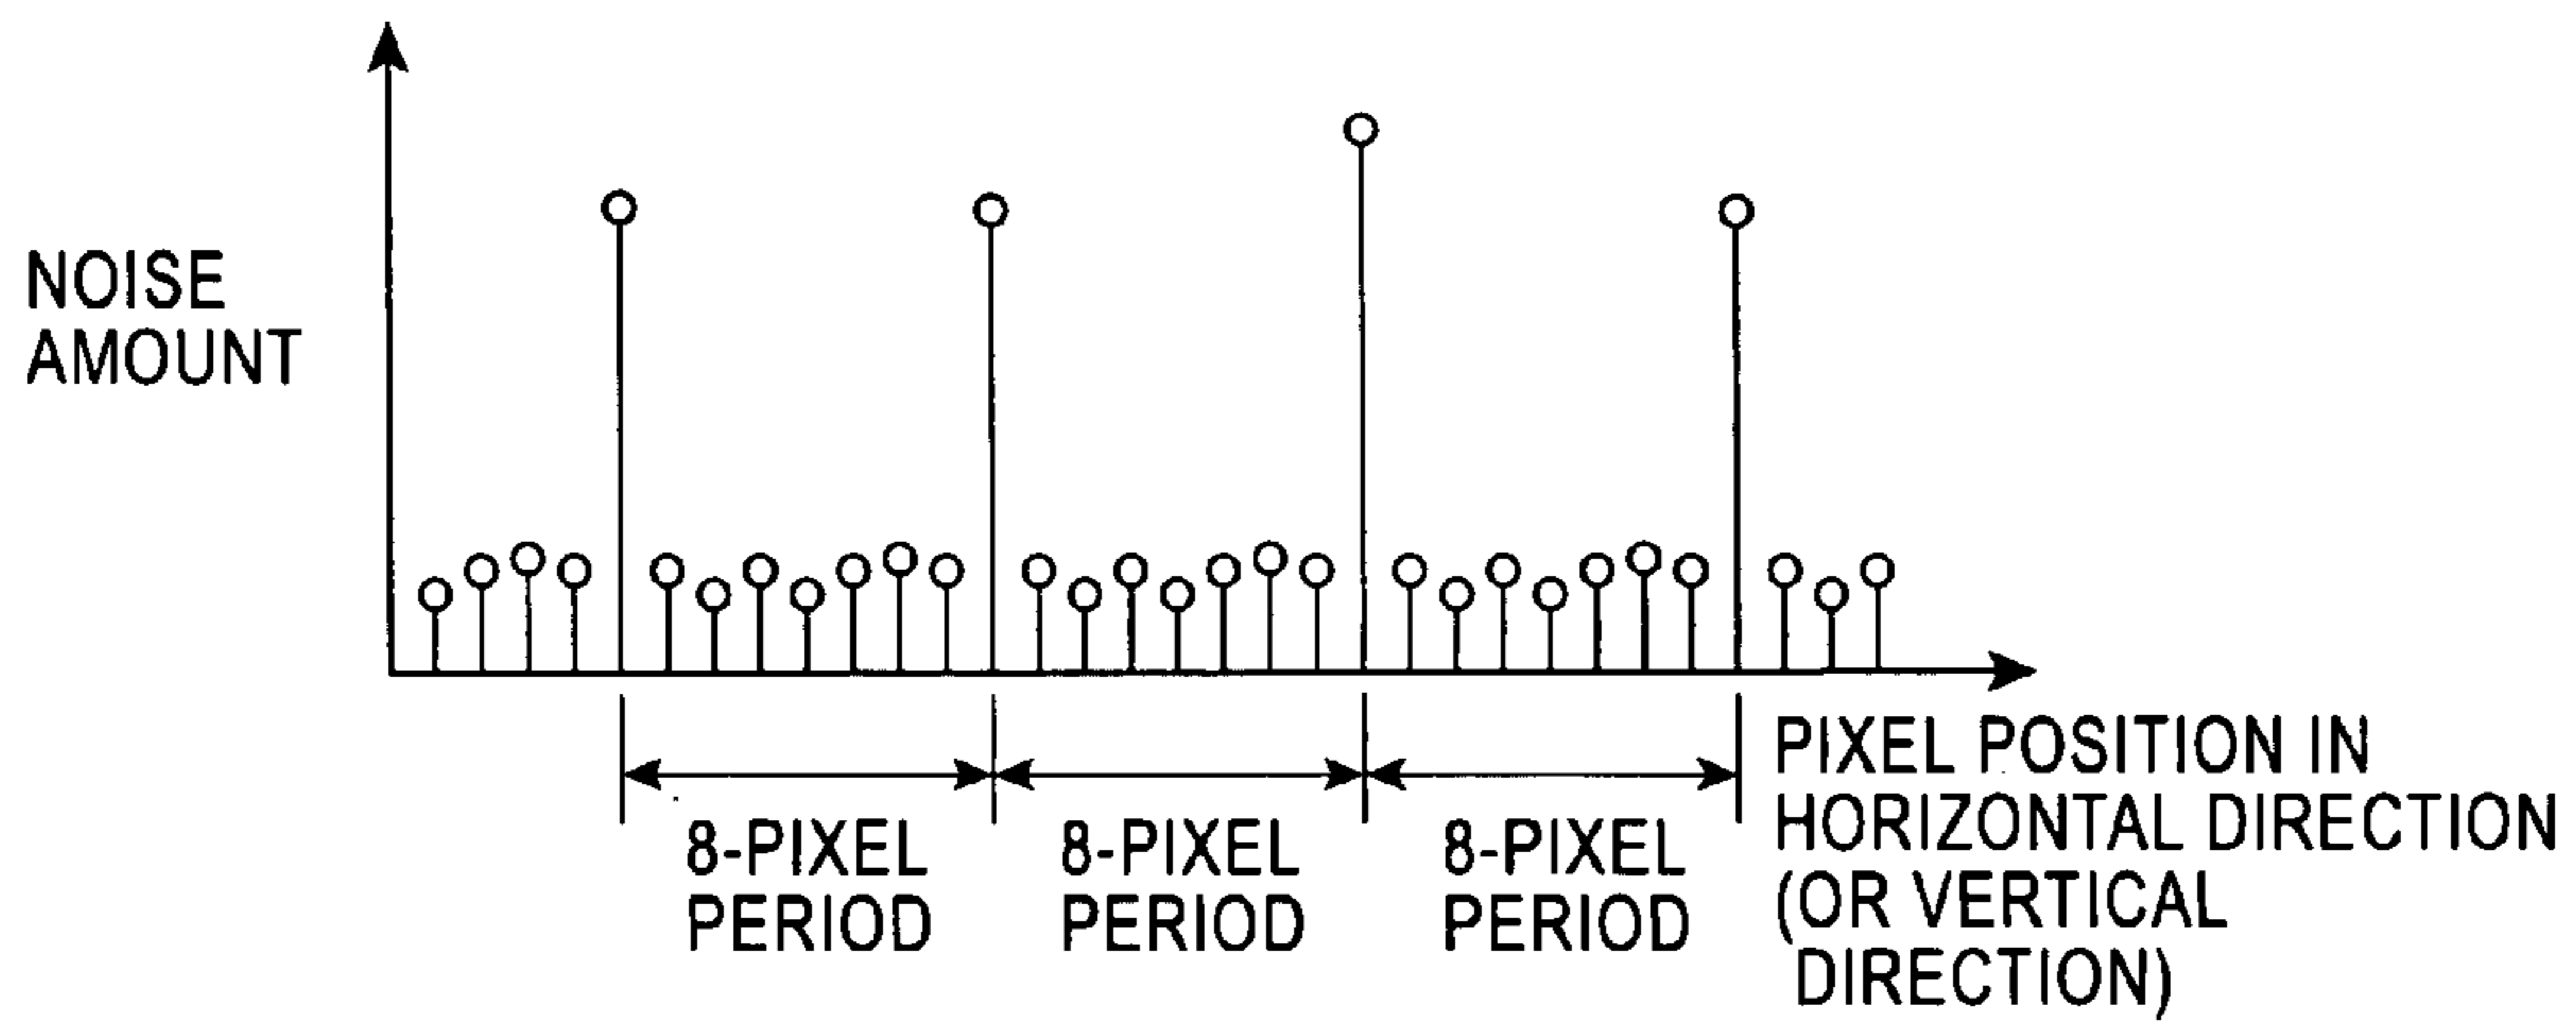 NOISE
AMOUNT
8-PIXEL
PERIOD
8-PIXEL
PERIOD
8-PIXEL
PERIOD
PIXEL POSITION IN
HORIZONTAL DIRECTION
(OR VERTICAL
DIRECTION)